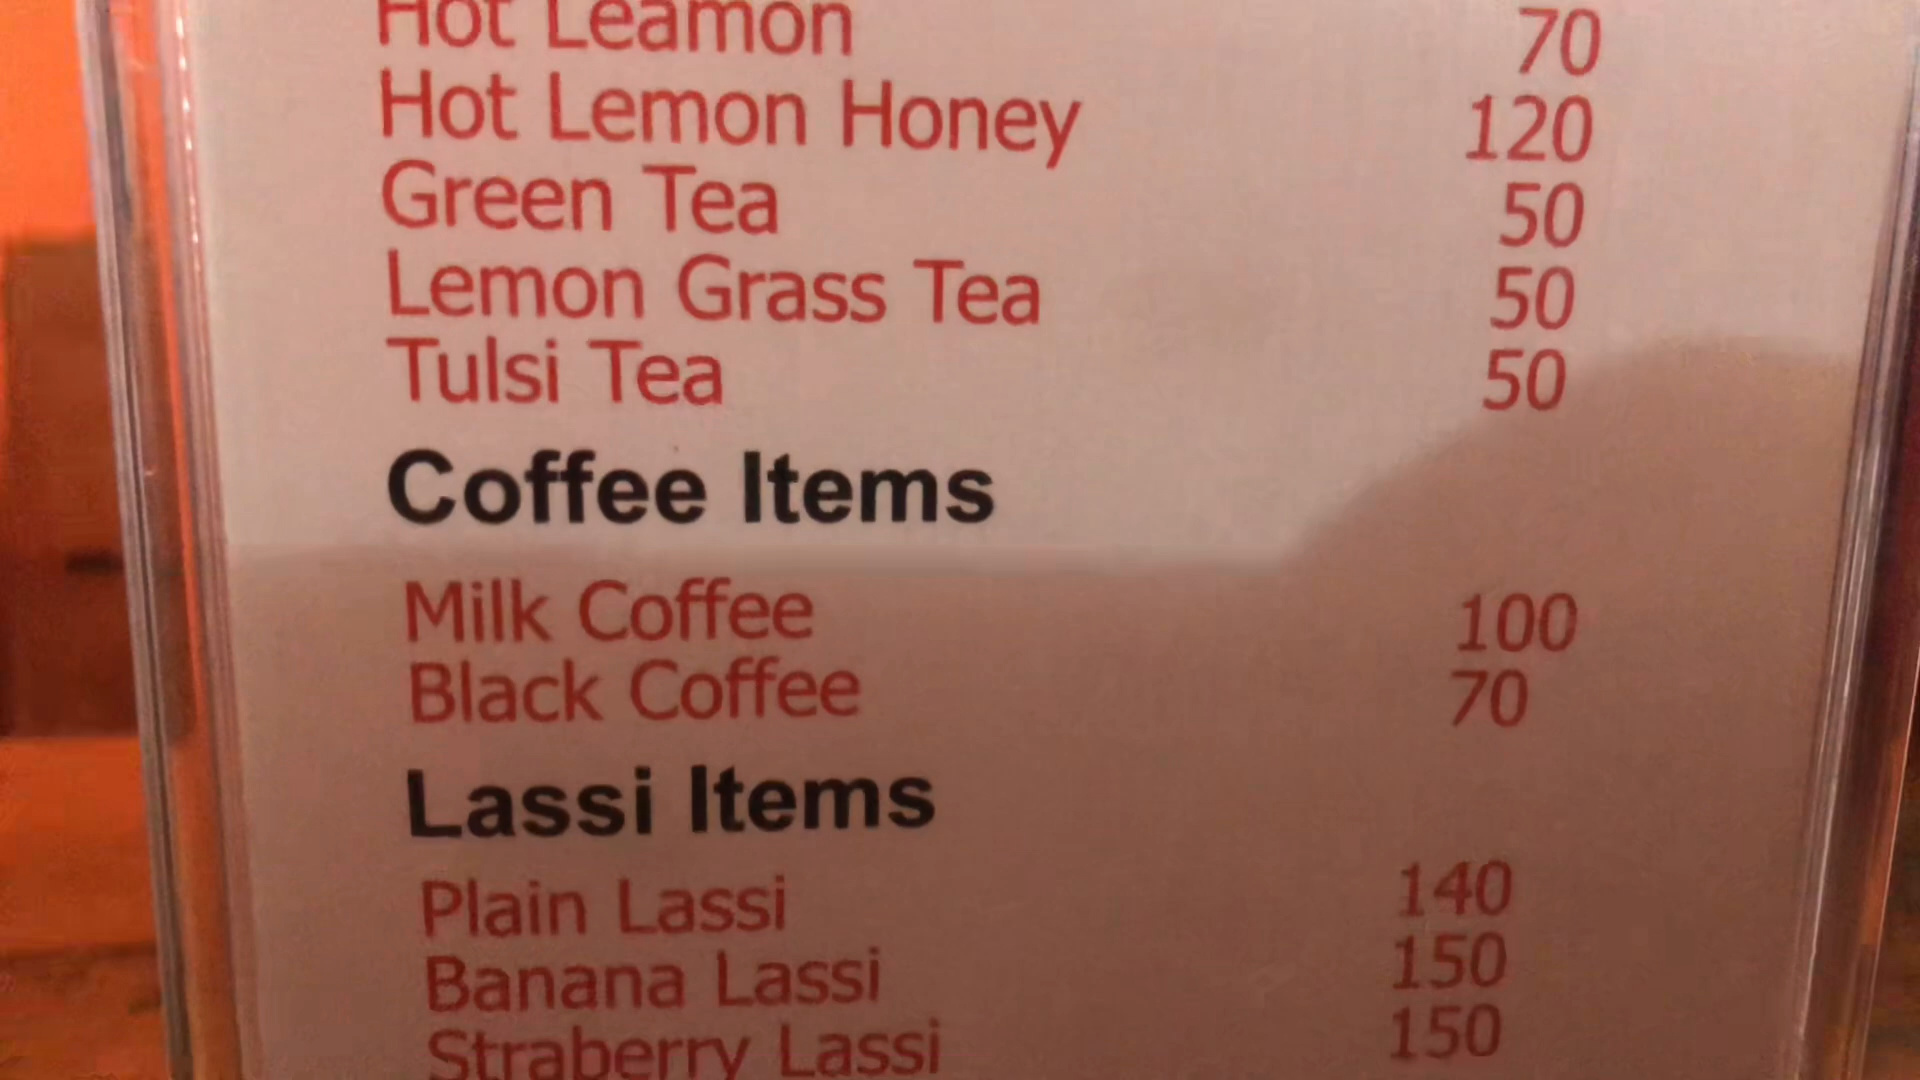 Hot Leamon 70
Hot Lemon Honey 120
Green Tea 50
Lemon Grass Tea 50
Tulsi Tea 50
Coffee Items
Milk Coffee 100
Black Coffee 70
Lassi Items
Plain Lassi 140
Banana Lassi 150
Straberry Lassi 150